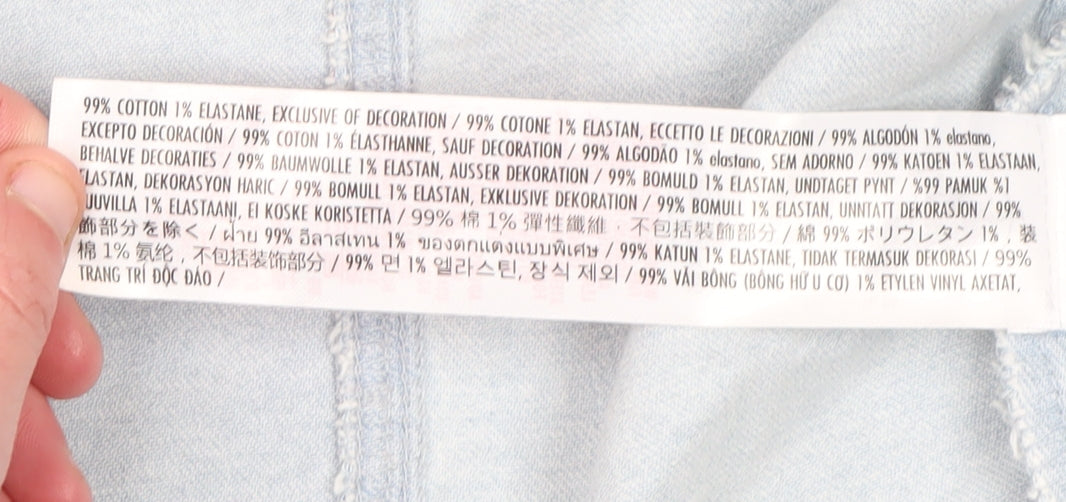 99% COTTON 1% ELASTANE, EXCLUSIVE OF DECORATION / 99% COTONE 1% ELASTAN, ECCETTO LE DECORAZIONI / 99% ALGODÓN 1% elastano,
EXCEPTO DECORACIÓN / 99% COTON 1% ÉLASTHANNE, SAUF DECORATION / 99% ALGODÃO 1% elastano, SEM ADORNO / 99% KATOEN 1% ELASTAAN,
BEHALVE DECORATIES / 99% BAUMWOLLE 1% ELASTAN, AUSSER DEKORATION / 99% BOMULD 1% ELASTAN, UNDTAGET PYNT / %99 PAMUK %1
ELASTAN, DEKORASYON HARIC / 99% BOMULL 1% ELASTAN, EXKLUSIVE DEKORATION / 99% BOMULL 1% ELASTAN, UNNTATT DEKORASJON / 99%
PUUVILLA 1% ELASTAANI, EI KOSKE KORISTETTA / 99% 棉 1% 彈性纖維，不包括裝飾部分 / 綿 99% ポリウレタン 1%，装
飾部分を除く / ฝ้าย 99% อีลาสเทน 1% ของตกแต่งแบบพิเศษ / 99% KATUN 1% ELASTANE, TIDAK TERMASUK DEKORASI / 99%
棉 1% 氨纶，不包括装饰部分 / 99% 면 1% 엘라스틴, 장식 제외 / 99% VẢI BÔNG (BÔNG HỮU CƠ) 1% ETYLEN VINYL AXETAT,
TRANG TRÍ ĐỘC ĐÁO /